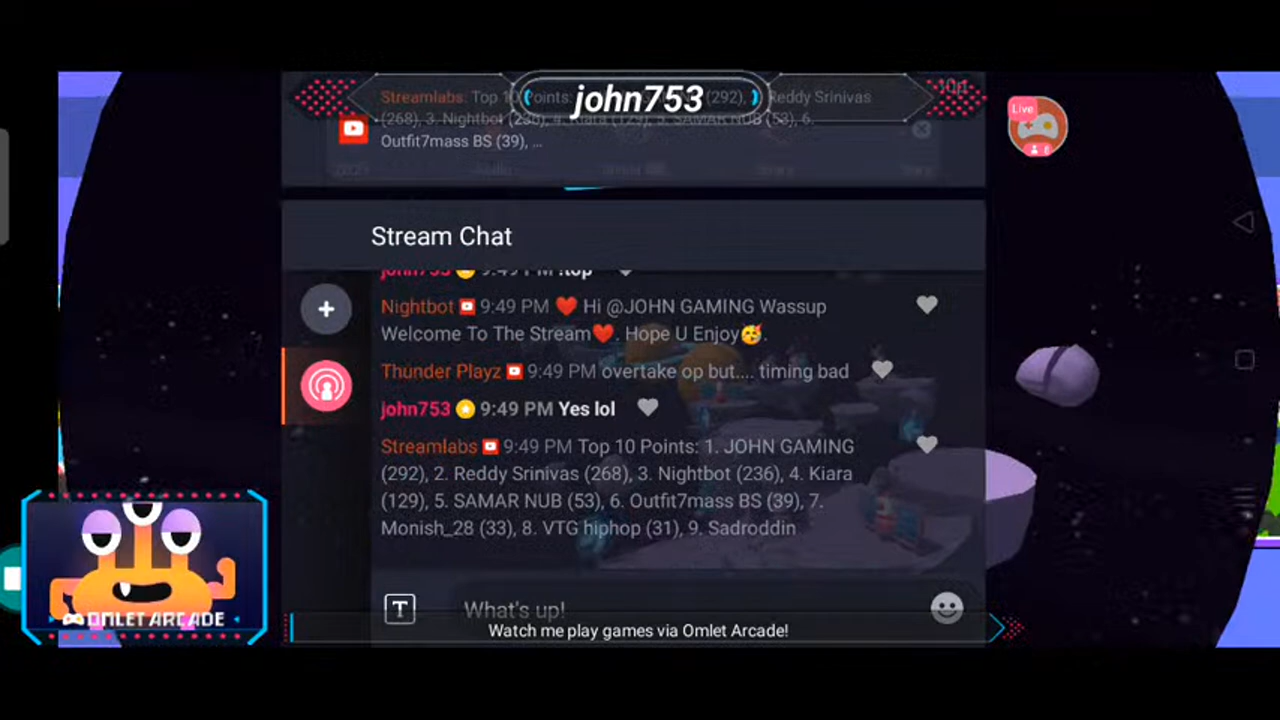 john753
Streamlabs: Top 10 Points: (292), Reddy Srinivas
(268), 3. Nightbot (236), 4. Kiara (129), 5. SAMAR NUB (53), 6.
Outfit7mass BS (39), ...
Live
Stream Chat
john753 9:49 PM !top
Nightbot 9:49 PM ❤️ Hi @JOHN GAMING Wassup
Welcome To The Stream❤️. Hope U Enjoy🥳.
Thunder Playz 9:49 PM overtake op but.... timing bad
john753 9:49 PM Yes lol
Streamlabs 9:49 PM Top 10 Points: 1. JOHN GAMING
(292), 2. Reddy Srinivas (268), 3. Nightbot (236), 4. Kiara
(129), 5. SAMAR NUB (53), 6. Outfit7mass BS (39), 7.
Monish_28 (33), 8. VTG hiphop (31), 9. Sadroddin
OMLET ARCADE
T What's up!
Watch me play games via Omlet Arcade!